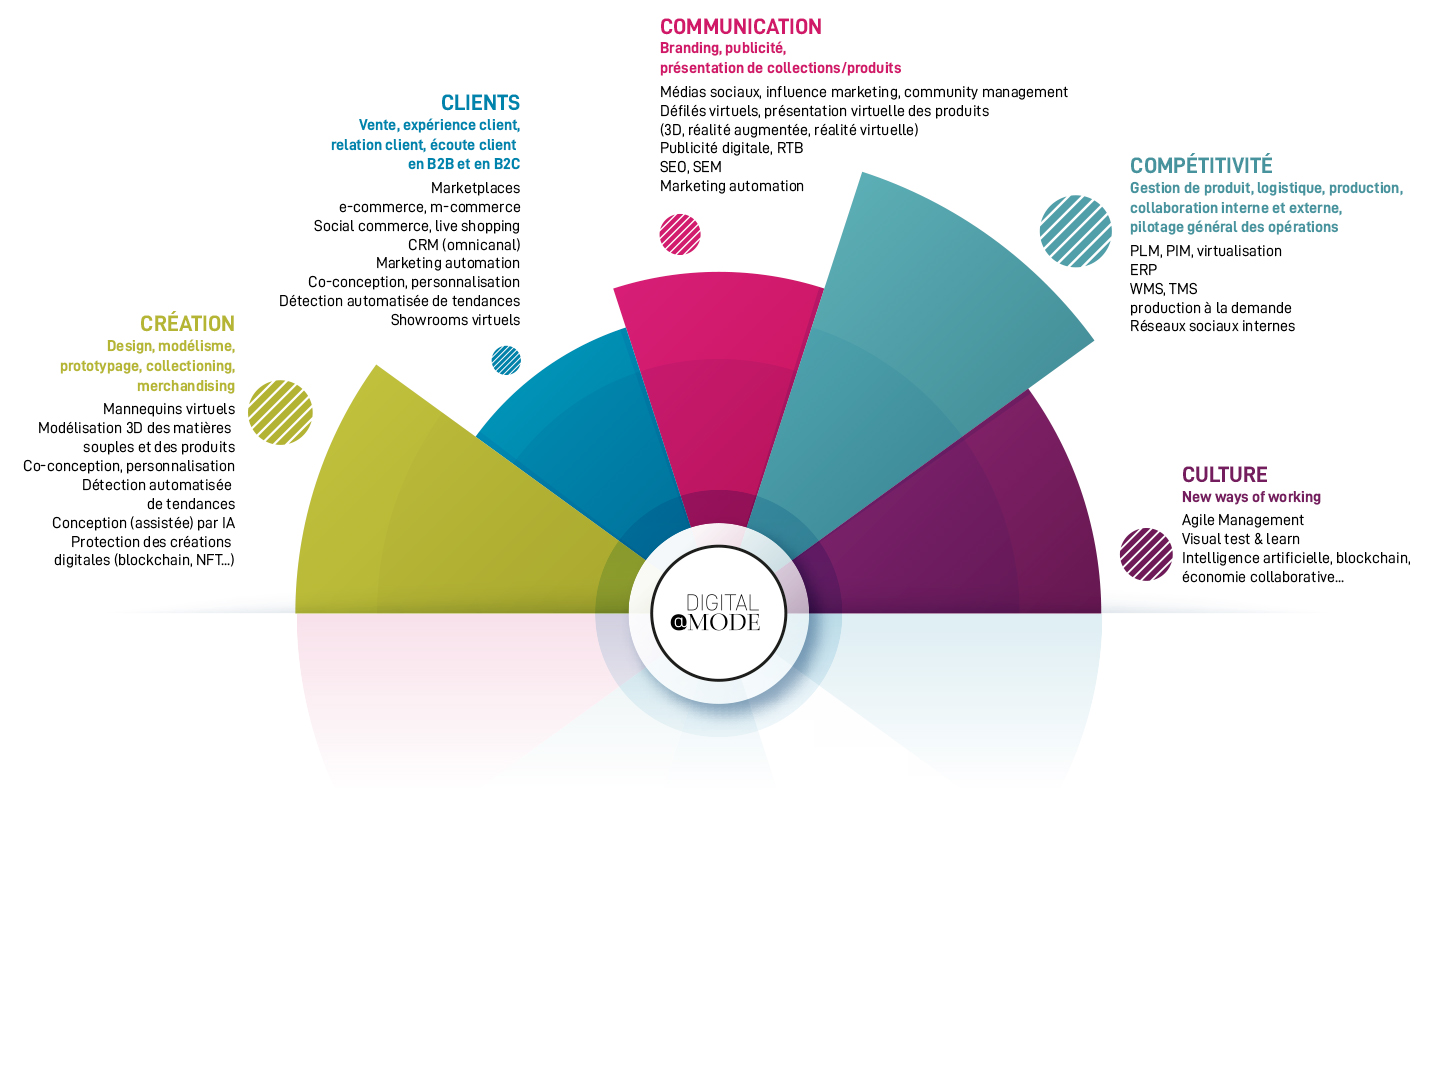 COMMUNICATION
Branding, publicité,
présentation de collections/produits
Médias sociaux, influence marketing, community management
Défilés virtuels, présentation virtuelle des produits
(3D, réalité augmentée, réalité virtuelle)
Publicité digitale, RTB
SEO, SEM
Marketing automation
CLIENTS
Vente, expérience client,
relation client, écoute client
en B2B et en B2C
Marketplaces
e-commerce, m-commerce
Social commerce, live shopping
CRM (omnicanal)
Marketing automation
Co-conception, personnalisation
Détection automatisée de tendances
Showrooms virtuels
COMPÉTITIVITÉ
Gestion de produit, logistique, production,
collaboration interne et externe,
pilotage général des opérations
PLM, PIM, virtualisation
ERP
WMS, TMS
production à la demande
Réseaux sociaux internes
CRÉATION
Design, modélisme,
prototypage, collectioning,
merchandising
Mannequins virtuels
Modélisation 3D des matières
souples et des produits
Co-conception, personnalisation
Détection automatisée
de tendances
Conception (assistée) par IA
Protection des créations
digitales (blockchain, NFT...)
CULTURE
New ways of working
Agile Management
Visual test & learn
Intelligence artificielle, blockchain,
économie collaborative...
DIGITAL
@MODE